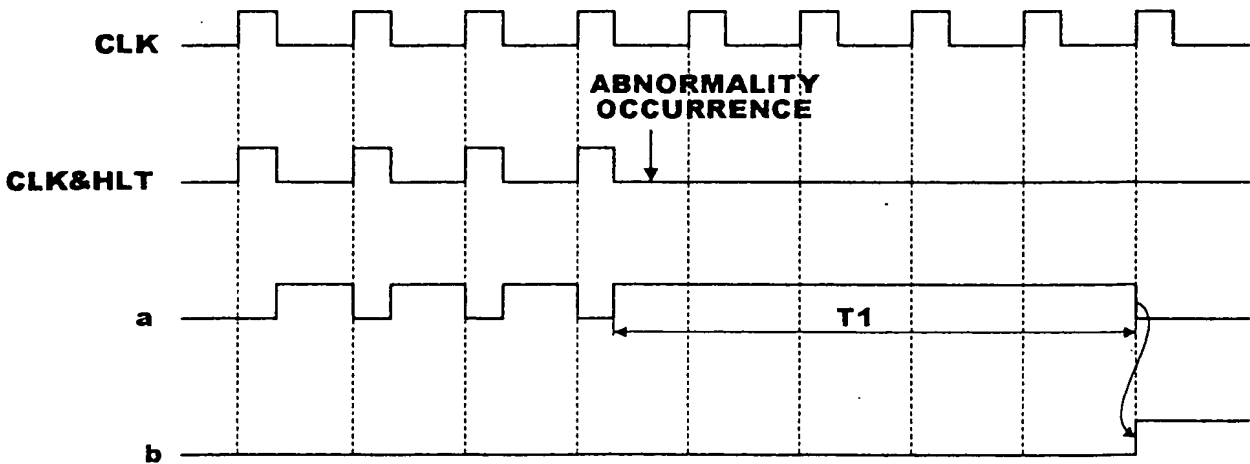 CLK
ABNORMALITY
OCCURRENCE
CLK&HLT
a
T1
b